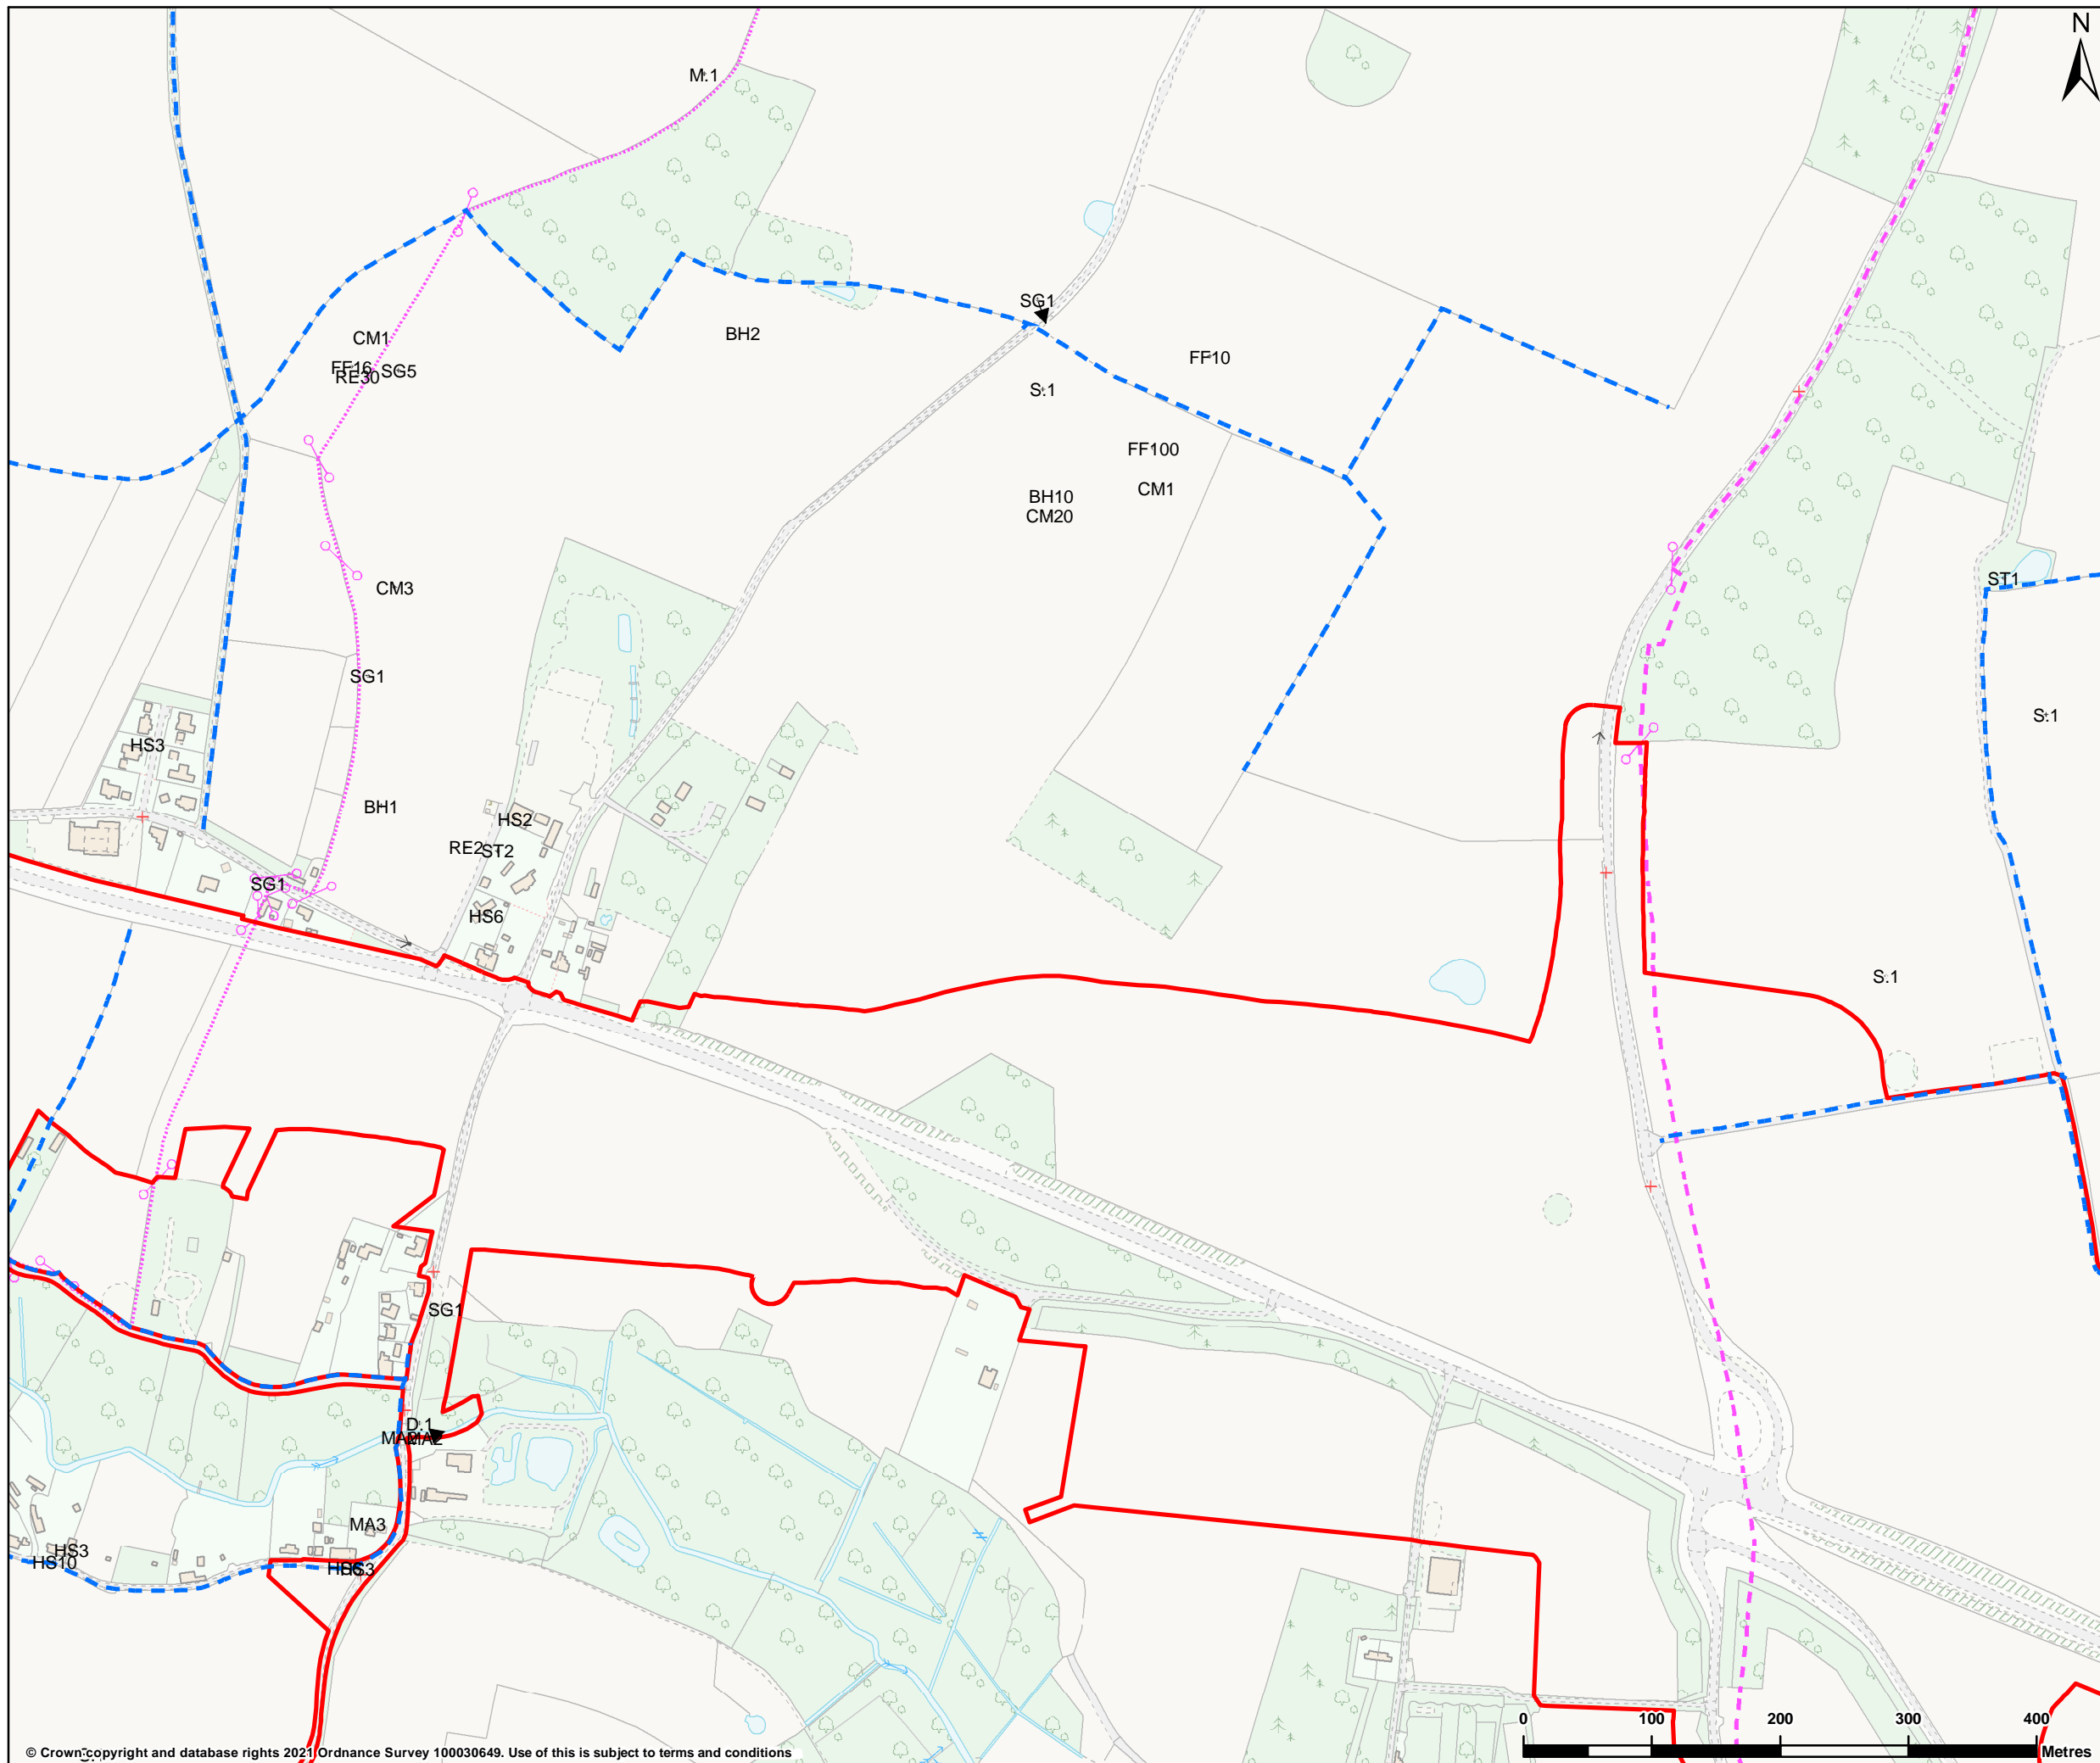 N
M.1
SG1
BH2
CM1
FF16
SG5
RE30
FF10
S.1
FF100
CM1
BH10
CM20
ST1
CM3
SG1
S.1
HS3
BH1
HS2
RE2
ST2
SG1
HS6
S.1
SG1
D.1
MA2
MA3
HS3
HS10
0 100 200 300 400
Metres
© Crown copyright and database rights 2021 Ordnance Survey 100030649. Use of this is subject to terms and conditions